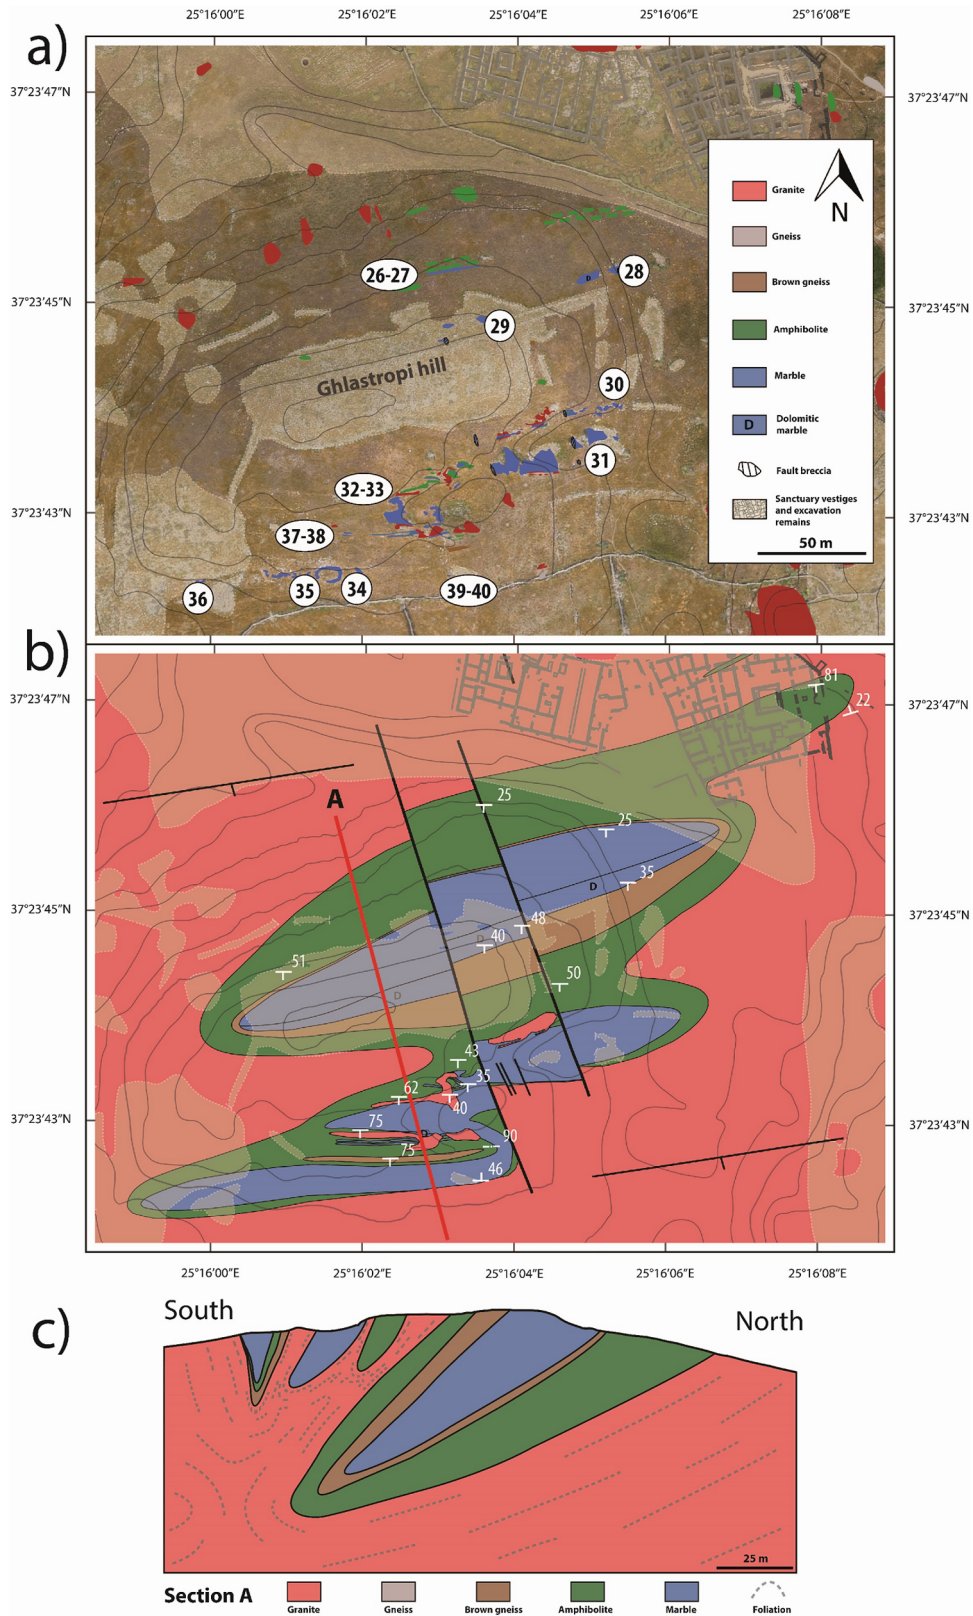 25°16′00″E 25°16′02″E 25°16′04″E 25°16′06″E 25°16′08″E
a)
37°23′47″N 37°23′47″N
Granite
N
Gneiss
Brown gneiss
26-27 28 D
37°23′45″N 37°23′45″N
29
Amphibolite
Ghlastropi hill
Marble
30
D Dolomitic
marble
31
Fault breccia
32-33
Sanctuary vestiges
and excavation
remains
37°23′43″N 37°23′43″N
37-38
50 m
36 35 34 39-40
b)
37°23′47″N 37°23′47″N
81
22
A
25
25
35
D
37°23′45″N 37°23′45″N
48
D 40
51
50
D
43
35
62
40
37°23′43″N 37°23′43″N
75
D
90
75
46
25°16′00″E 25°16′02″E 25°16′04″E 25°16′06″E 25°16′08″E
c)
South North
25 m
Section A
Granite Gneiss Brown gneiss Amphibolite Marble Foliation